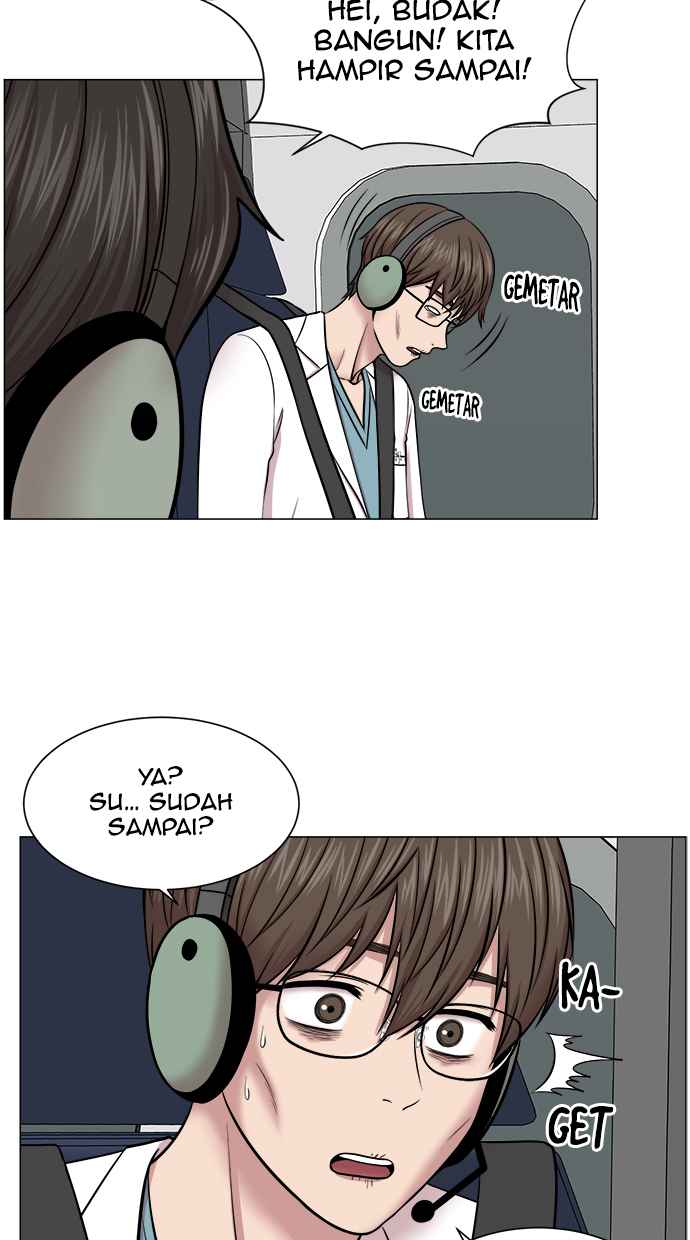 HEI, BUDAK!
BANGUN! KITA
HAMPIR SAMPAI!
GEMETAR
GEMETAR
YA?
SU... SUDAH
SAMPAI?
KA-
GET